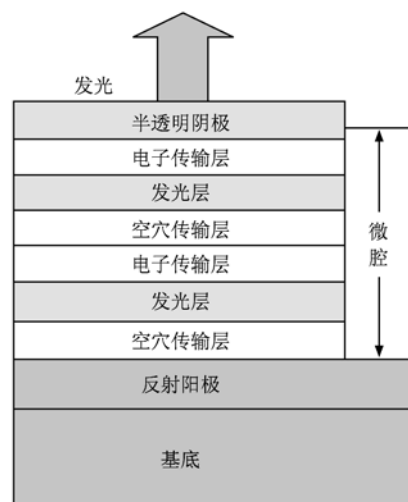 发光
半透明阴极
电子传输层
发光层
空穴传输层
电子传输层
发光层
空穴传输层
微腔
反射阳极
基底